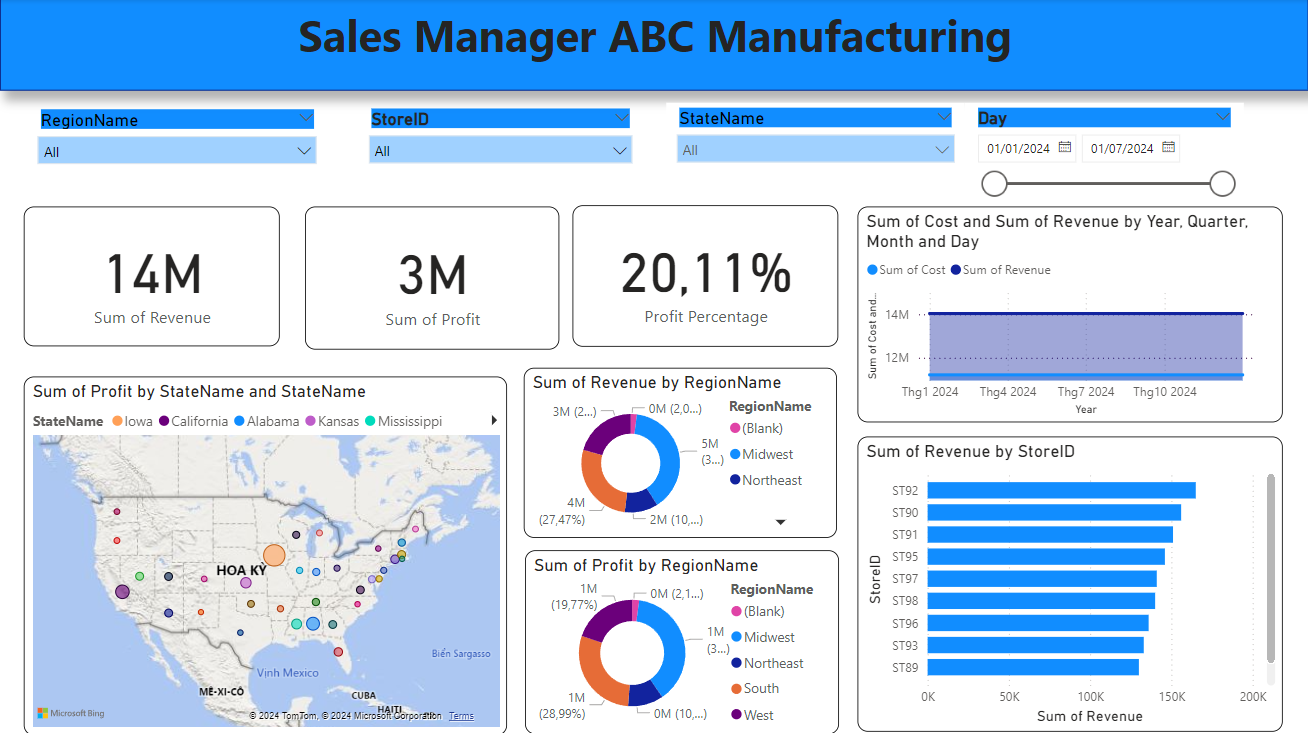 Sales Manager ABC Manufacturing
RegionName
All
StoreID
All
StateName
All
Day
01/01/2024
01/07/2024
14M
Sum of Revenue
3M
Sum of Profit
20,11%
Profit Percentage
Sum of Cost and Sum of Revenue by Year, Quarter,
Month and Day
Sum of Cost
Sum of Revenue
Sum of Cost and...
14M
12M
Thg1 2024
Thg4 2024
Thg7 2024
Thg10 2024
Year
Sum of Profit by StateName and StateName
StateName
Iowa
California
Alabama
Kansas
Mississippi
HOA KỲ
Biển Sargasso
Vịnh Mexico
MÊ-XI-CÔ
CUBA
HAITI
Microsoft Bing
© 2024 TomTom, © 2024 Microsoft Corporation
Terms
Sum of Revenue by RegionName
3M (2...)
0M (2,0...)
5M
(3...)
4M
(27,47%)
2M (10,...)
RegionName
(Blank)
Midwest
Northeast
Sum of Profit by RegionName
1M
(19,77%)
0M (2,1...)
1M
(3...)
1M
(28,99%)
0M (10,...)
RegionName
(Blank)
Midwest
Northeast
South
West
Sum of Revenue by StoreID
StoreID
ST92
ST90
ST91
ST95
ST97
ST98
ST96
ST93
ST89
0K
50K
100K
150K
200K
Sum of Revenue